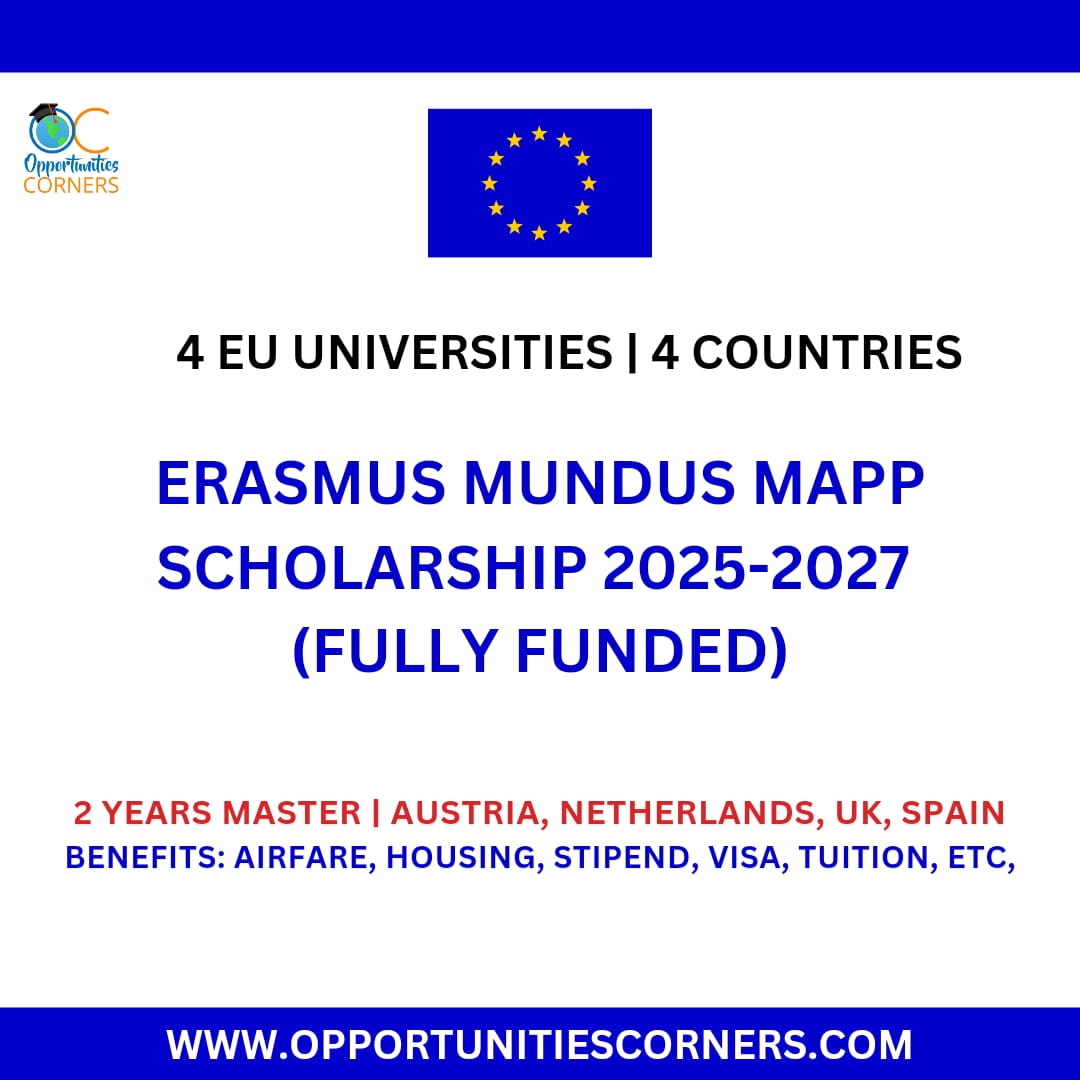 OC
Opportunities
CORNERS
4 EU UNIVERSITIES | 4 COUNTRIES
ERASMUS MUNDUS MAPP
SCHOLARSHIP 2025-2027
(FULLY FUNDED)
2 YEARS MASTER | AUSTRIA, NETHERLANDS, UK, SPAIN
BENEFITS: AIRFARE, HOUSING, STIPEND, VISA, TUITION, ETC,
WWW.OPPORTUNITIESCORNERS.COM